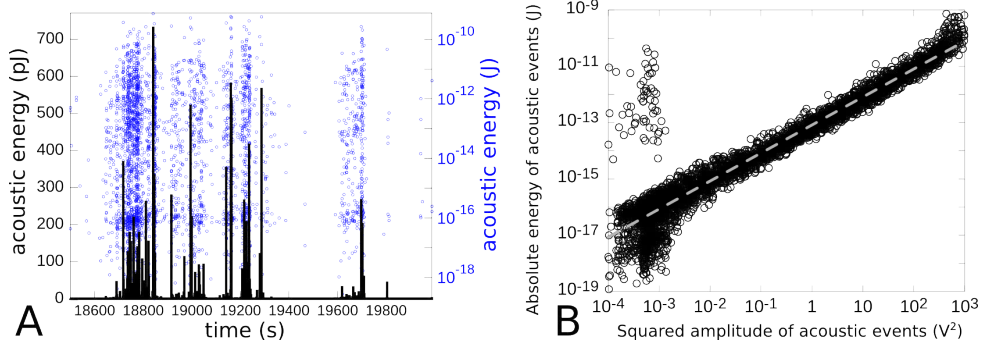 700
600
500
400
300
200
100
0
acoustic energy (pJ)
18600 18800 19000 19200 19400 19600 19800
time (s)
10⁻¹⁰
10⁻¹²
10⁻¹⁴
10⁻¹⁶
10⁻¹⁸
acoustic energy (J)
A
10⁻⁹
10⁻¹¹
10⁻¹³
10⁻¹⁵
10⁻¹⁷
10⁻¹⁹
Absolute energy of acoustic events (J)
10⁻⁴ 10⁻³ 10⁻² 10⁻¹ 1 10¹ 10² 10³
Squared amplitude of acoustic events (V²)
B